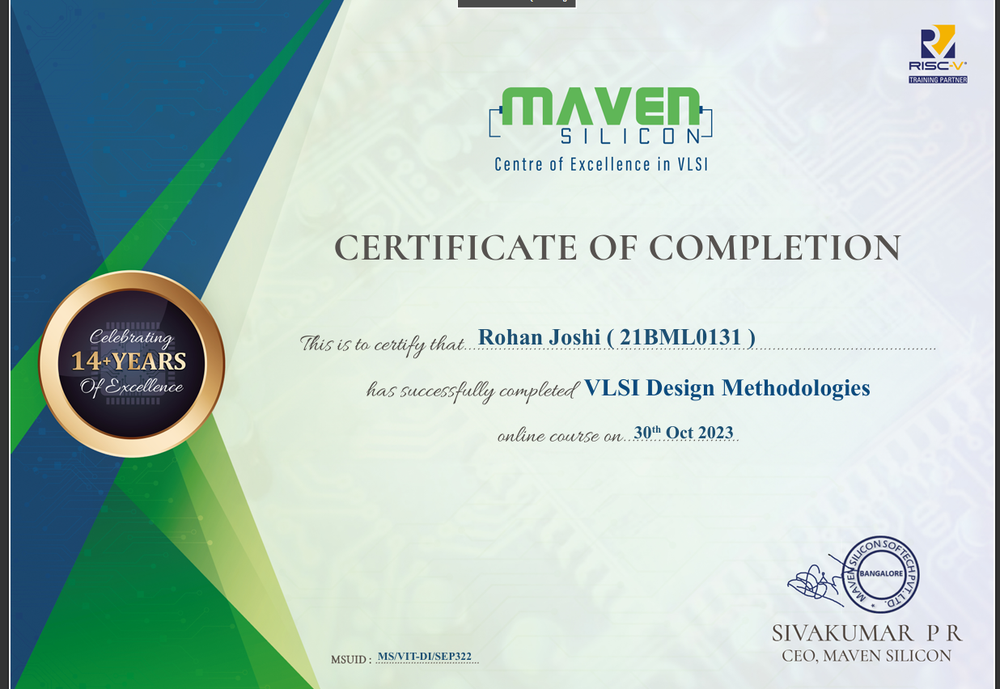 RISC-V®
TRAINING PARTNER
MAVEN
SILICON
Centre of Excellence in VLSI
CERTIFICATE OF COMPLETION
This is to certify that Rohan Joshi ( 21BML0131 )
has successfully completed VLSI Design Methodologies
online course on 30th Oct 2023
Celebrating
14+YEARS
Of Excellence
MAVEN SILICON SOFTECH PVT. LTD.
BANGALORE
SIVAKUMAR P R
CEO, MAVEN SILICON
MSUID : MS/VIT-DI/SEP322